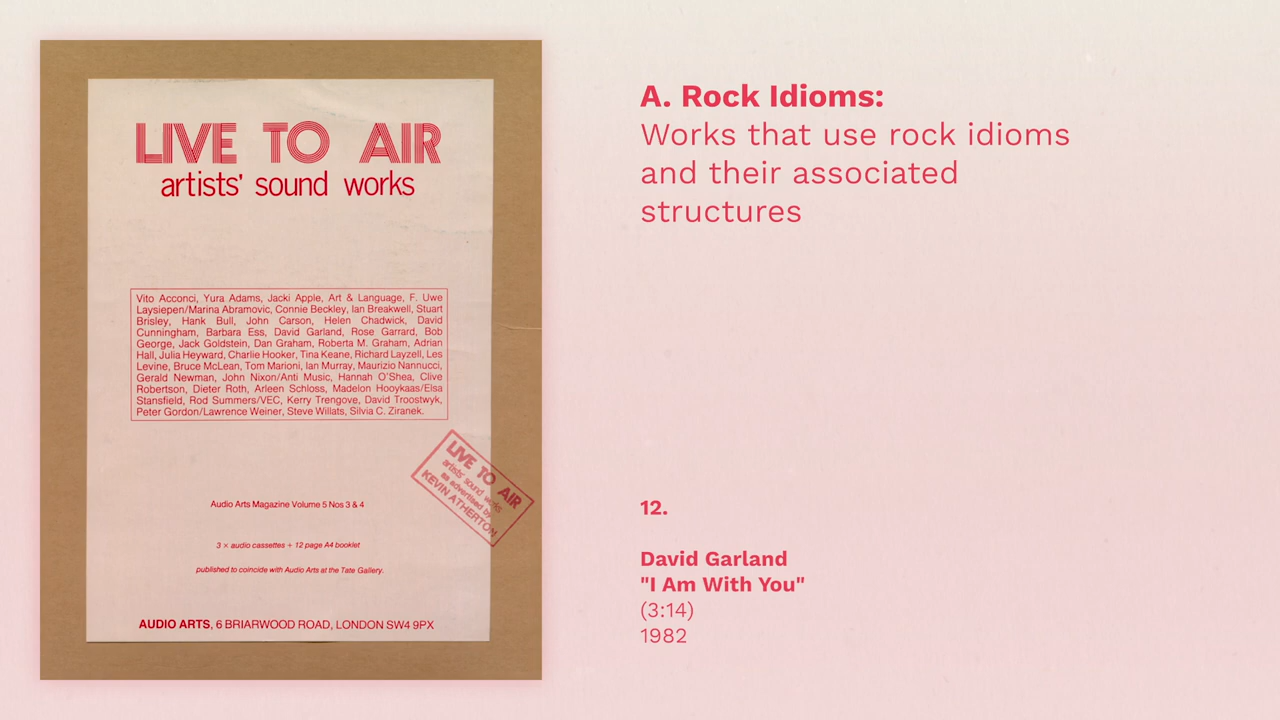 LIVE TO AIR
artists' sound works
Vito Acconci, Yura Adams, Jacki Apple, Art & Language, F. Uwe
Laysiepen/Marina Abramovic, Connie Beckley, Ian Breakwell, Stuart
Brisley, Hank Bull, John Carson, Helen Chadwick, David
Cunningham, Barbara Ess, David Garland, Rose Garrard, Bob
George, Jack Goldstein, Dan Graham, Roberta M. Graham, Adrian
Hall, Julia Heyward, Charlie Hooker, Tina Keane, Richard Layzell, Les
Levine, Bruce McLean, Tom Marioni, Ian Murray, Maurizio Nannucci,
Gerald Newman, John Nixon/Anti Music, Hannah O'Shea, Clive
Robertson, Dieter Roth, Arleen Schloss, Madelon Hooykaas/Elsa
Stansfield, Rod Summers/VEC, Kerry Trengove, David Troostwyk,
Peter Gordon/Lawrence Weiner, Steve Willats, Silvia C. Ziranek.
LIVE TO AIR
artists' sound works
as advertised by
KEVIN ATHERTON
Audio Arts Magazine Volume 5 Nos 3 & 4
3 × audio cassettes + 12 page A4 booklet
published to coincide with Audio Arts at the Tate Gallery.
AUDIO ARTS, 6 BRIARWOOD ROAD, LONDON SW4 9PX
A. Rock Idioms:
Works that use rock idioms
and their associated
structures
12.
David Garland
"I Am With You"
(3:14)
1982